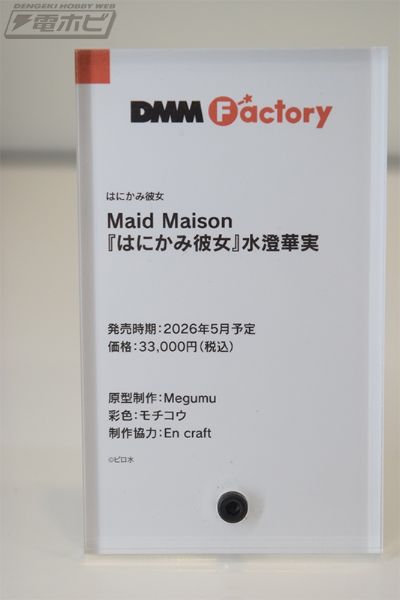 DENGEKI HOBBY WEB
電ホビ
DMM Factory
はにかみ彼女
Maid Maison
『はにかみ彼女』水澄華実
発売時期：2026年5月予定
価格：33,000円（税込）
原型制作：Megumu
彩色：モチコウ
制作協力：En craft
©ピロ水